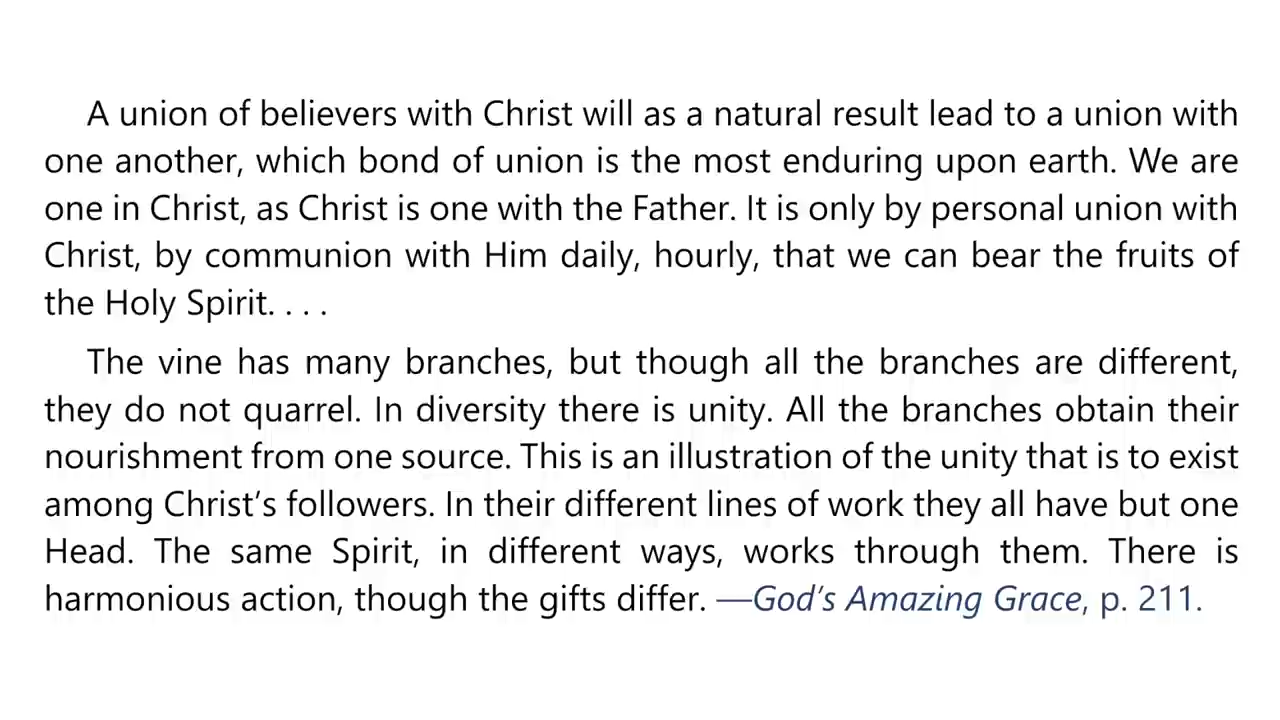 A union of believers with Christ will as a natural result lead to a union with
one another, which bond of union is the most enduring upon earth. We are
one in Christ, as Christ is one with the Father. It is only by personal union with
Christ, by communion with Him daily, hourly, that we can bear the fruits of
the Holy Spirit. . . .
The vine has many branches, but though all the branches are different,
they do not quarrel. In diversity there is unity. All the branches obtain their
nourishment from one source. This is an illustration of the unity that is to exist
among Christ’s followers. In their different lines of work they all have but one
Head. The same Spirit, in different ways, works through them. There is
harmonious action, though the gifts differ. —God’s Amazing Grace, p. 211.